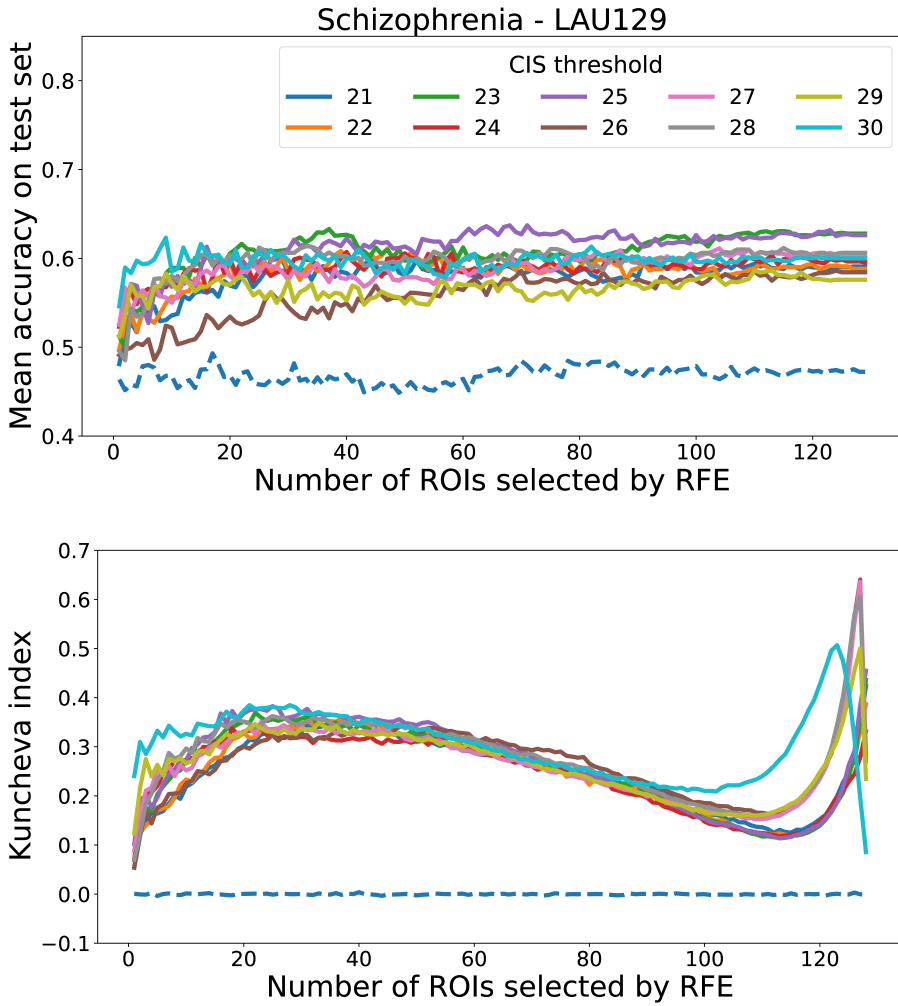 Schizophrenia - LAU129
Mean accuracy on test set
0.8
0.7
0.6
0.5
0.4
CIS threshold
21 23 25 27 29
22 24 26 28 30
0 20 40 60 80 100 120
Number of ROIs selected by RFE
Kuncheva index
0.7
0.6
0.5
0.4
0.3
0.2
0.1
0.0
−0.1
0 20 40 60 80 100 120
Number of ROIs selected by RFE